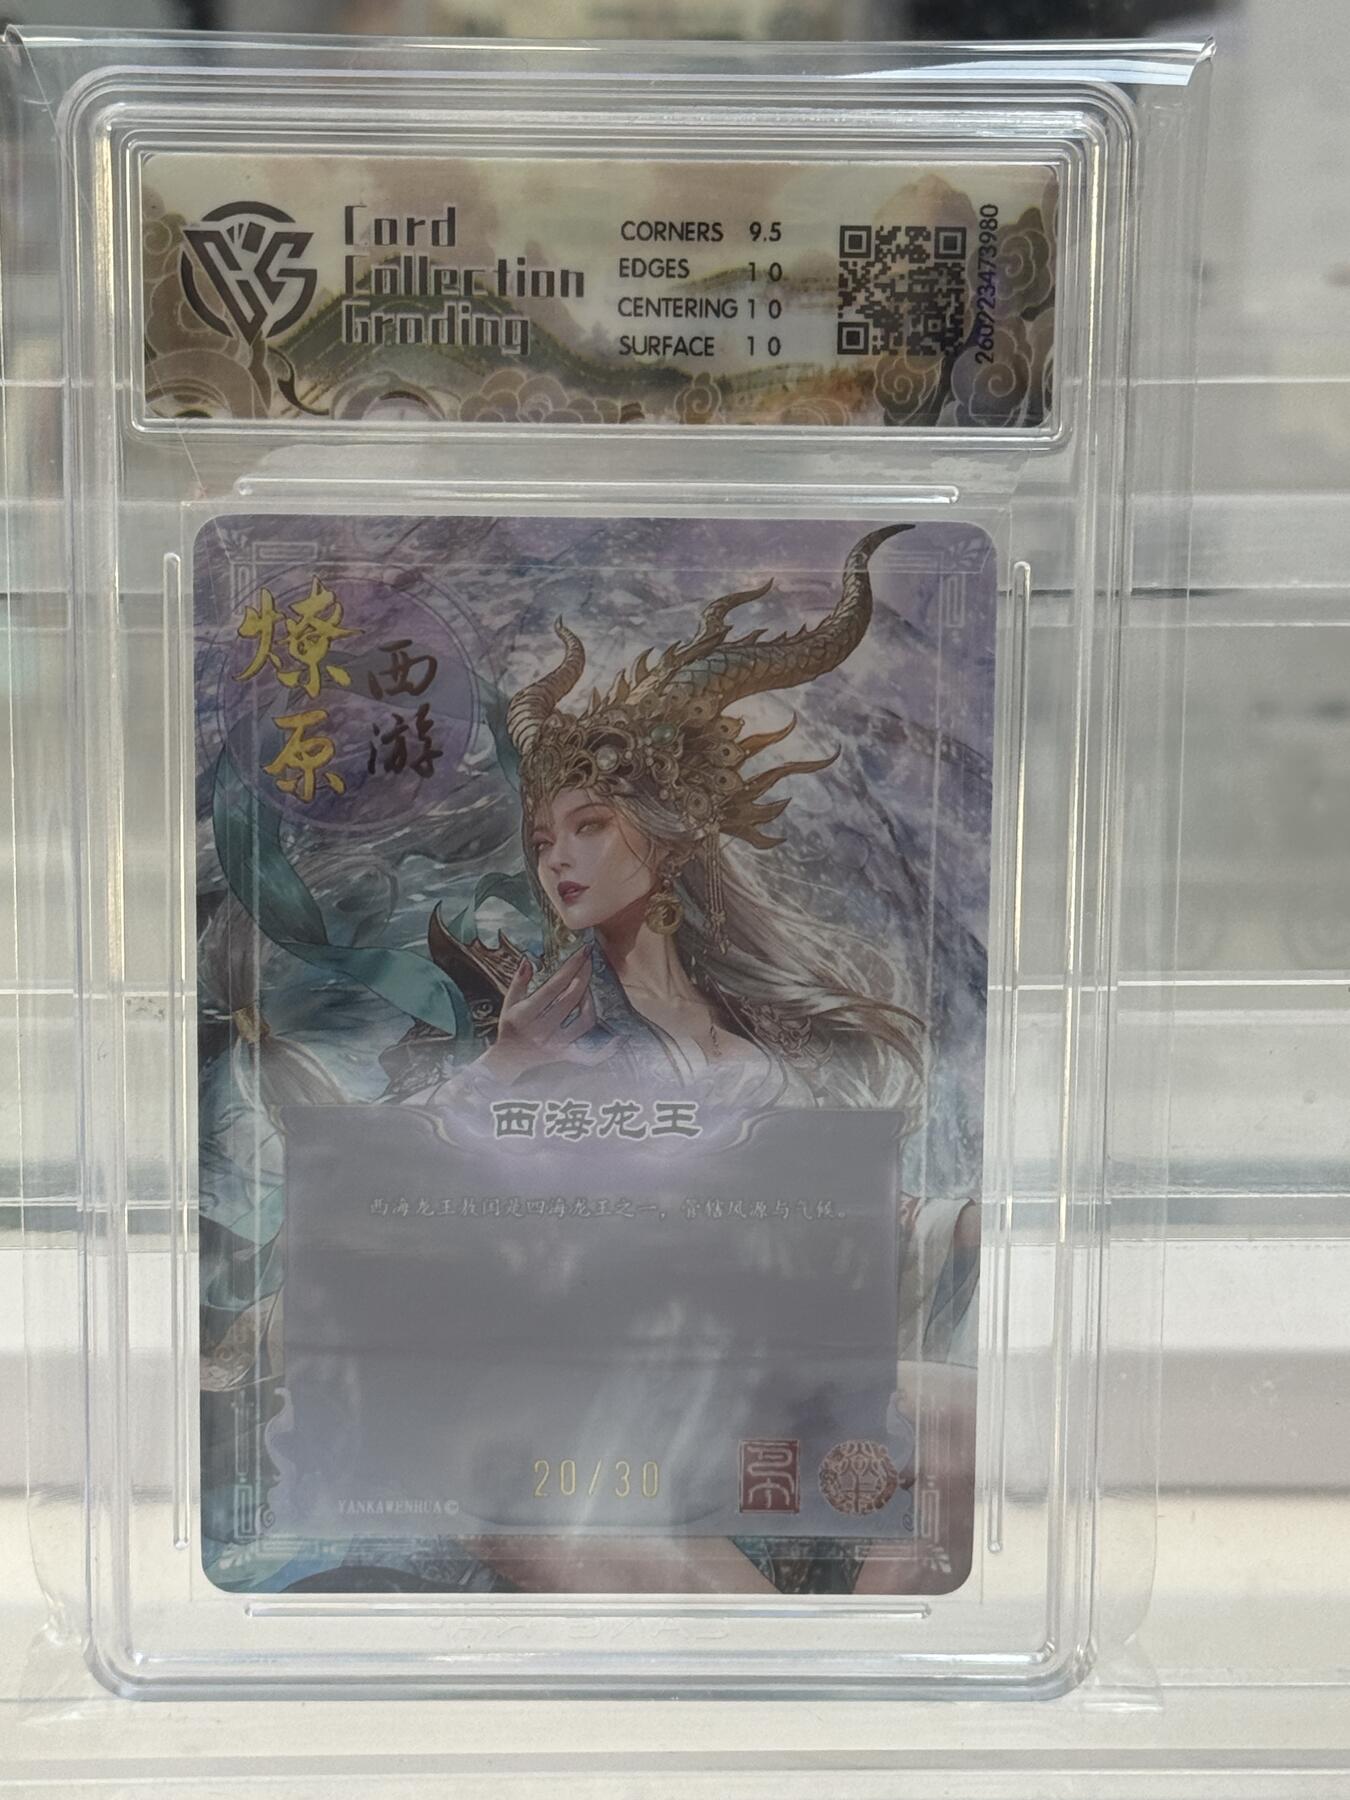 Card
Collection
Grading
CORNERS 9.5
EDGES 10
CENTERING 10
SURFACE 10
260223473980
燎原
西游
西海龙王
西海龙王敖闰是四海龙王之一，管辖风源与气候。
20/30
YANKAWENHUA©